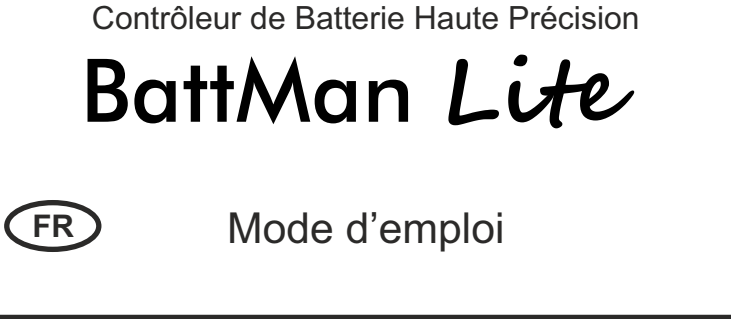 Contrôleur de Batterie Haute Précision
BattMan Lite
FR
Mode d'emploi